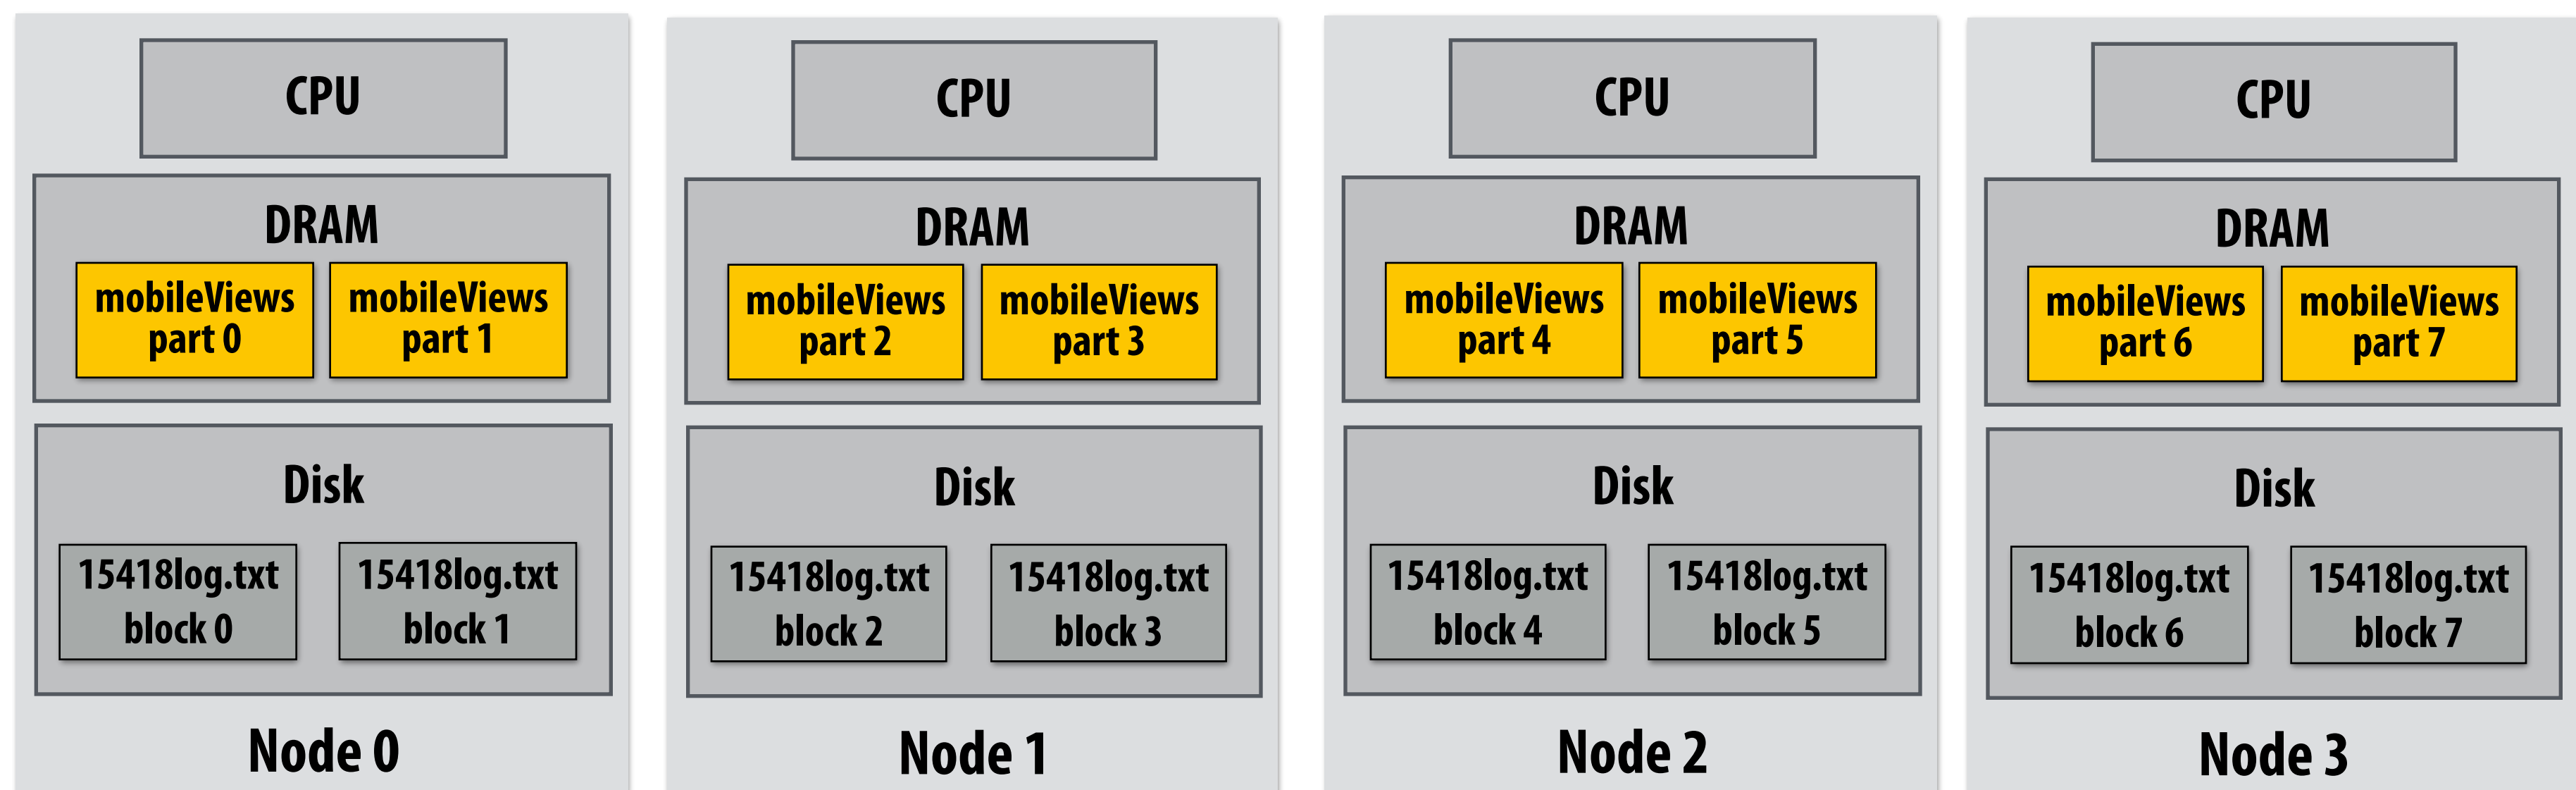 CPU
DRAM
mobileViews
part 0
mobileViews
part 1
Disk
15418log.txt
block 0
15418log.txt
block 1
Node 0
CPU
DRAM
mobileViews
part 2
mobileViews
part 3
Disk
15418log.txt
block 2
15418log.txt
block 3
Node 1
CPU
DRAM
mobileViews
part 4
mobileViews
part 5
Disk
15418log.txt
block 4
15418log.txt
block 5
Node 2
CPU
DRAM
mobileViews
part 6
mobileViews
part 7
Disk
15418log.txt
block 6
15418log.txt
block 7
Node 3